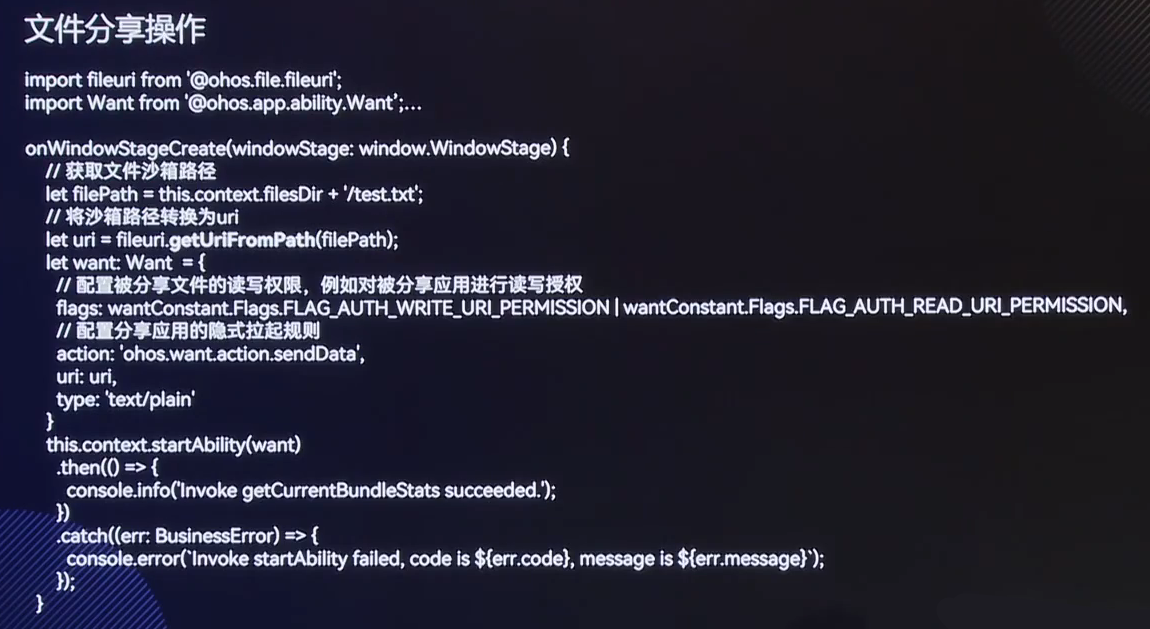 文件分享操作
import fileuri from '@ohos.file.fileuri';
import Want from '@ohos.app.ability.Want';...
onWindowStageCreate(windowStage: window.WindowStage) {
// 获取文件沙箱路径
let filePath = this.context.filesDir + '/test.txt';
// 将沙箱路径转换为uri
let uri = fileuri.getUriFromPath(filePath);
let want: Want = {
// 配置被分享文件的读写权限，例如对被分享应用进行读写授权
flags: wantConstant.Flags.FLAG_AUTH_WRITE_URI_PERMISSION | wantConstant.Flags.FLAG_AUTH_READ_URI_PERMISSION,
// 配置分享应用的隐式拉起规则
action: 'ohos.want.action.sendData',
uri: uri,
type: 'text/plain'
}
this.context.startAbility(want)
.then(() => {
console.info('Invoke getCurrentBundleStats succeeded.');
})
.catch((err: BusinessError) => {
console.error(`Invoke startAbility failed, code is ${err.code}, message is ${err.message}`);
});
}